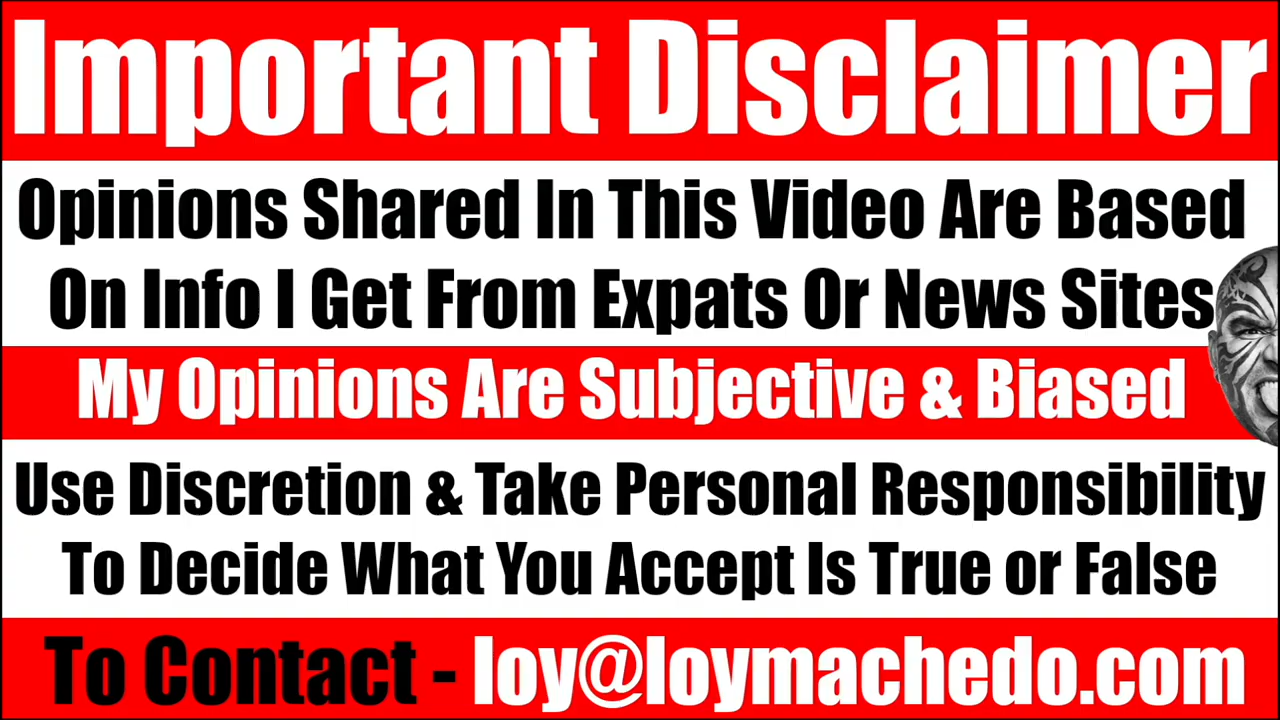 Important Disclaimer
Opinions Shared In This Video Are Based
On Info I Get From Expats Or News Sites
My Opinions Are Subjective & Biased
Use Discretion & Take Personal Responsibility
To Decide What You Accept Is True or False
To Contact - loy@loymachedo.com